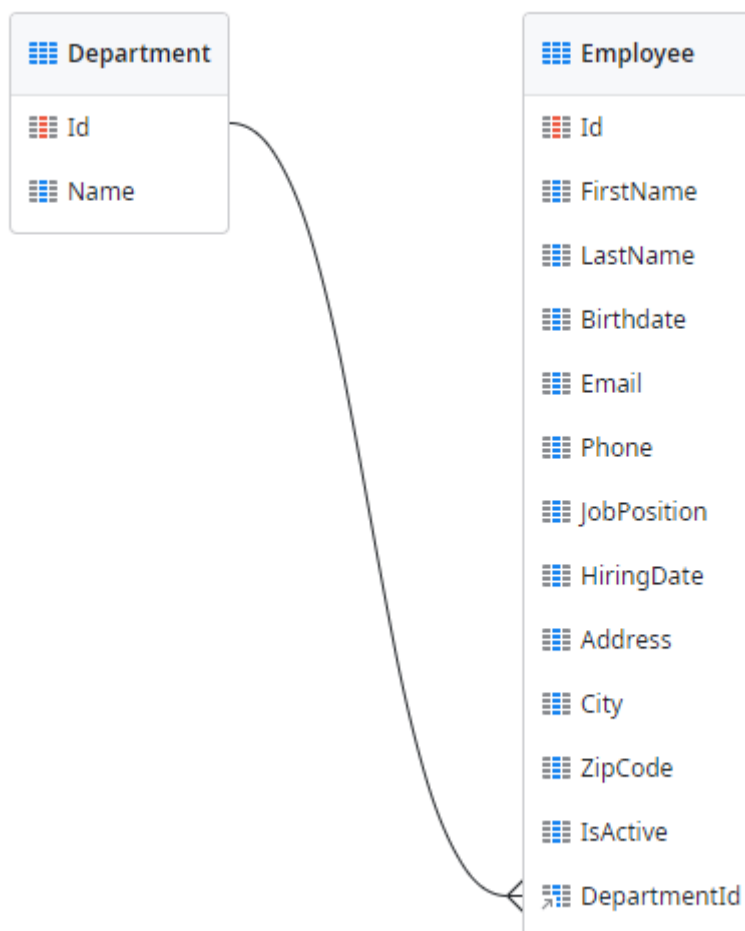 Department
Id
Name
Employee
Id
FirstName
LastName
Birthdate
Email
Phone
JobPosition
HiringDate
Address
City
ZipCode
IsActive
DepartmentId